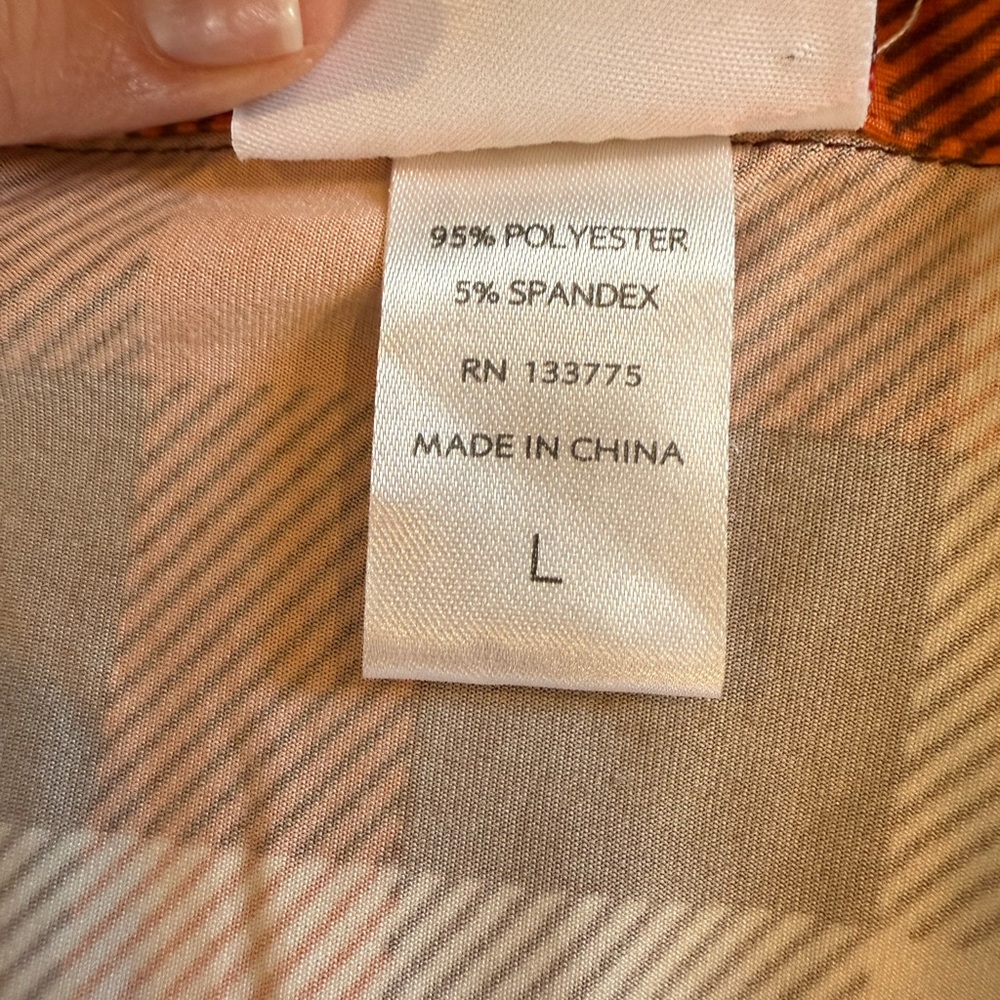 95% POLYESTER
5% SPANDEX
RN 133775
MADE IN CHINA
L